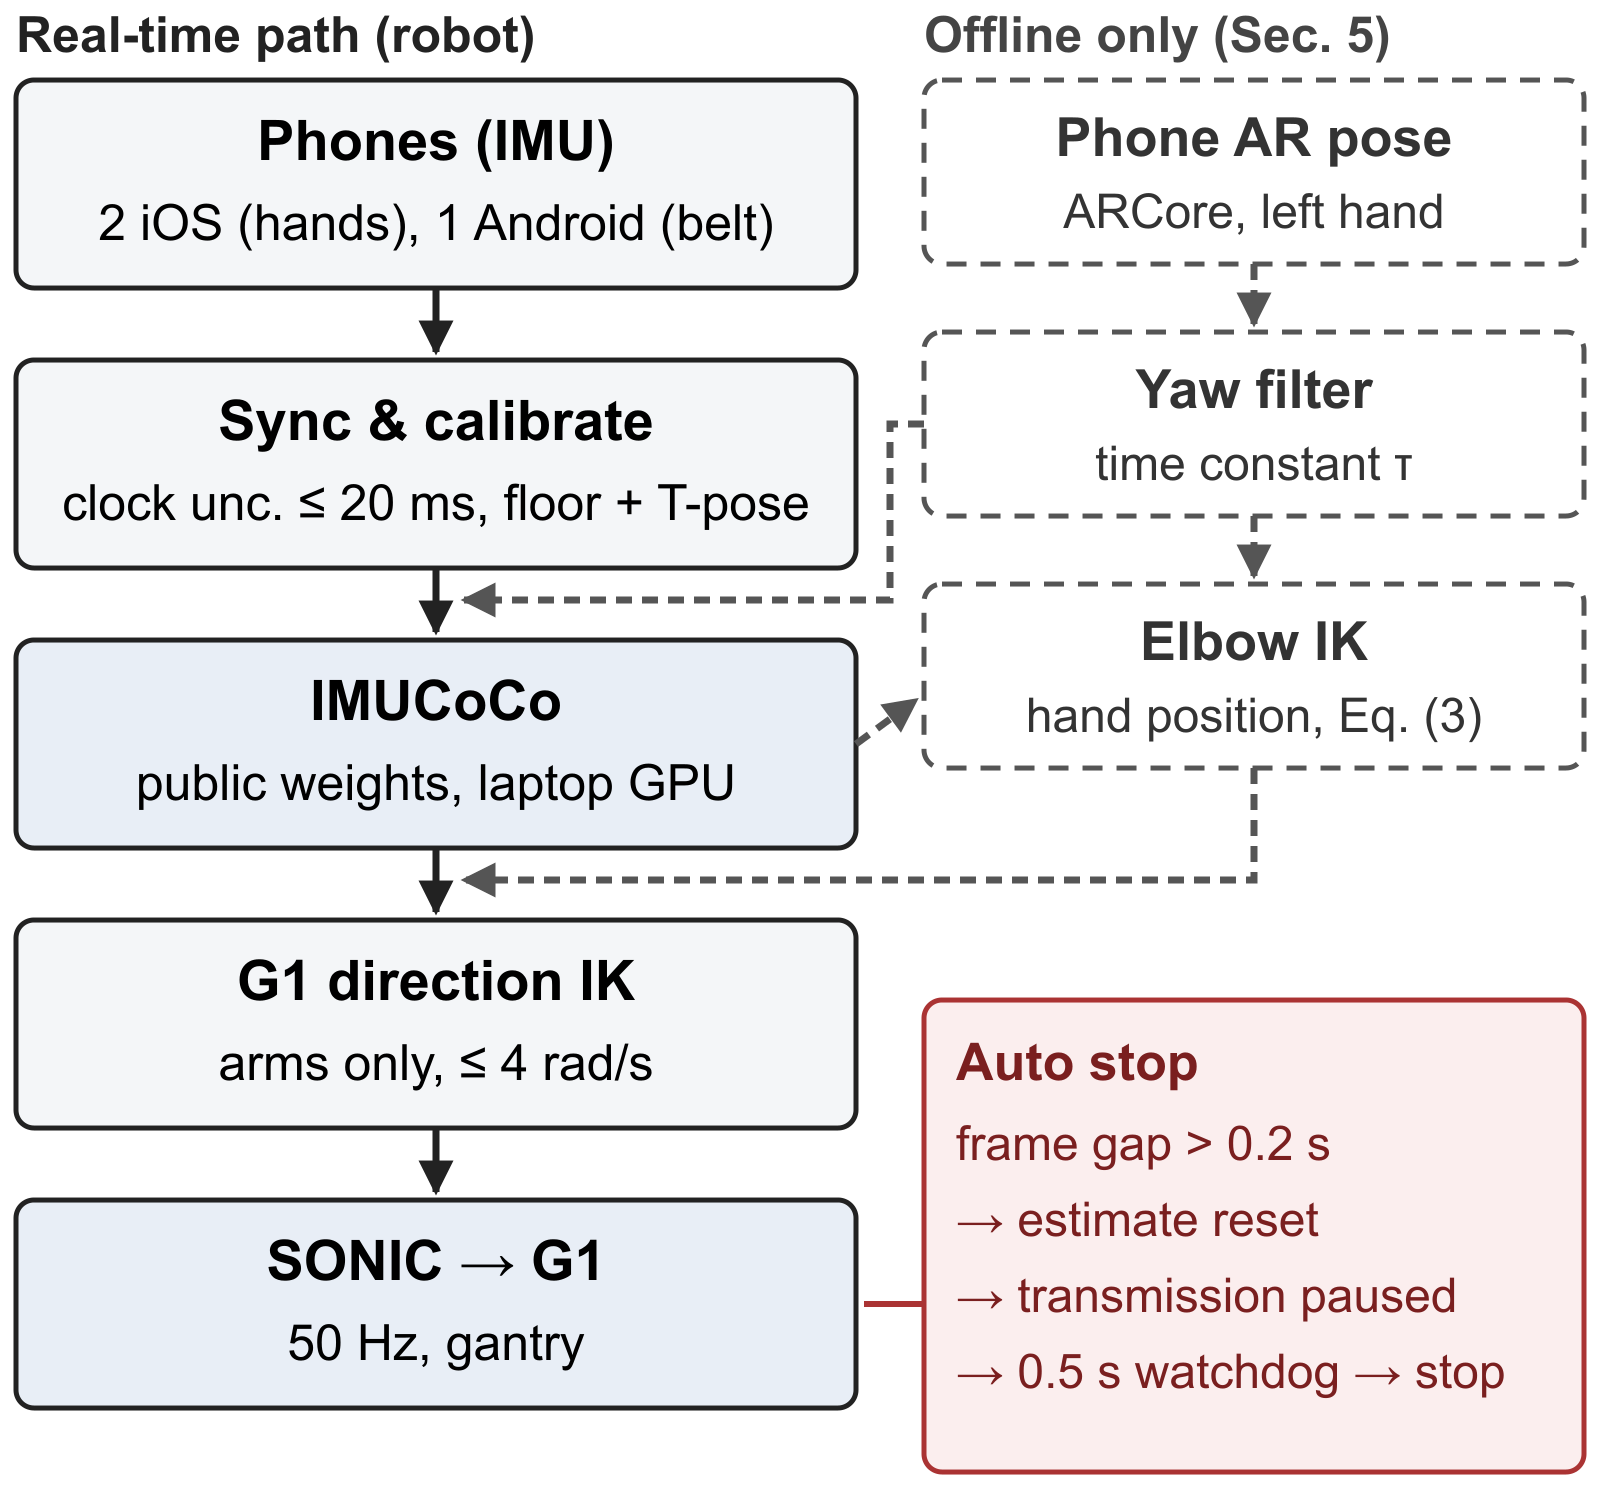 Real-time path (robot)
Phones (IMU)
2 iOS (hands), 1 Android (belt)
Sync & calibrate
clock unc. ≤ 20 ms, floor + T-pose
IMUCoCo
public weights, laptop GPU
G1 direction IK
arms only, ≤ 4 rad/s
SONIC → G1
50 Hz, gantry
Offline only (Sec. 5)
Phone AR pose
ARCore, left hand
Yaw filter
time constant τ
Elbow IK
hand position, Eq. (3)
Auto stop
frame gap > 0.2 s
→ estimate reset
→ transmission paused
→ 0.5 s watchdog → stop